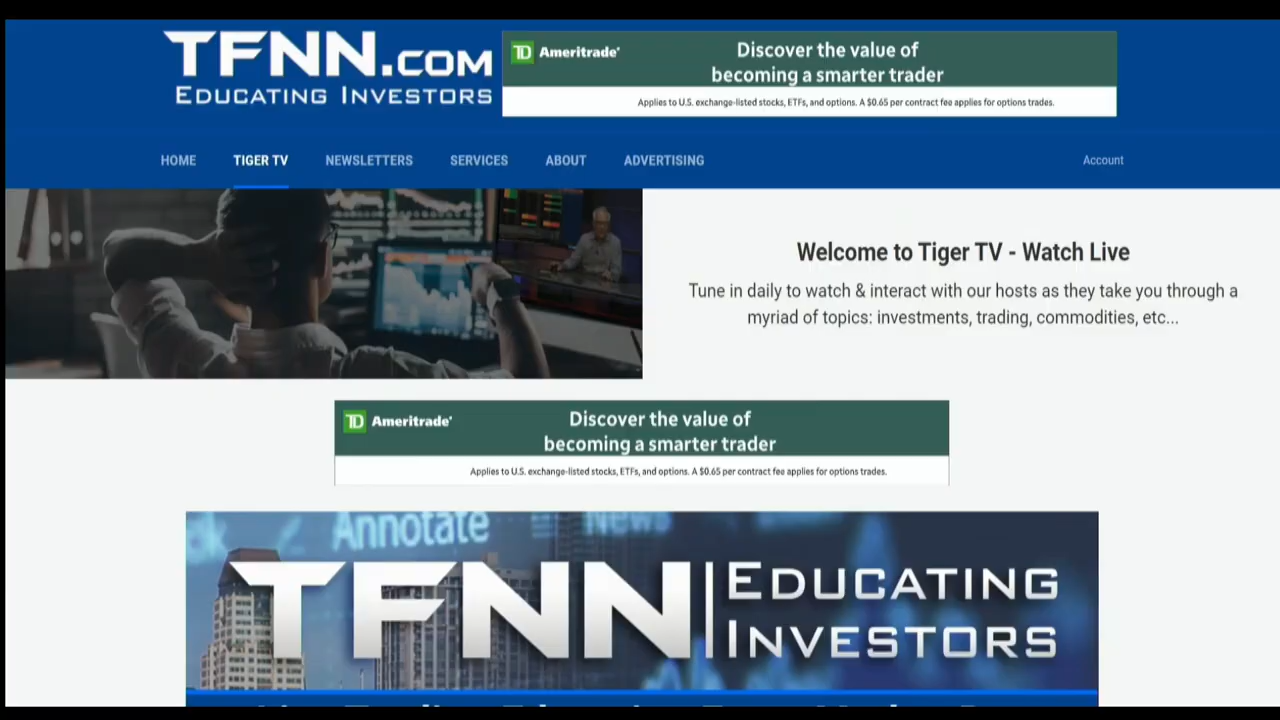 TFNN.COM
EDUCATING INVESTORS
TD Ameritrade
Discover the value of
becoming a smarter trader
Applies to U.S. exchange-listed stocks, ETFs, and options. A $0.65 per contract fee applies for options trades.
HOME TIGER TV NEWSLETTERS SERVICES ABOUT ADVERTISING Account
Welcome to Tiger TV - Watch Live
Tune in daily to watch & interact with our hosts as they take you through a
myriad of topics: investments, trading, commodities, etc...
TD Ameritrade
Discover the value of
becoming a smarter trader
Applies to U.S. exchange-listed stocks, ETFs, and options. A $0.65 per contract fee applies for options trades.
Annotate News
TFNN EDUCATING
INVESTORS